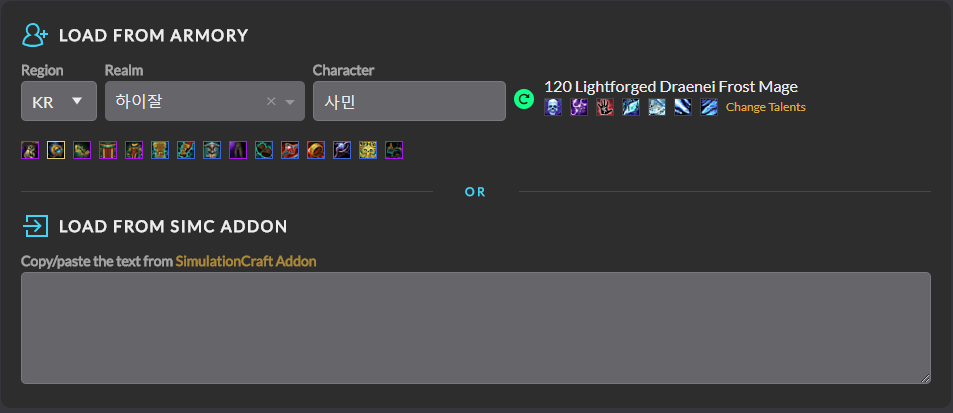 LOAD FROM ARMORY
Region Realm Character
KR 하이잘 사민
120 Lightforged Draenei Frost Mage
Change Talents
OR
LOAD FROM SIMC ADDON
Copy/paste the text from SimulationCraft Addon